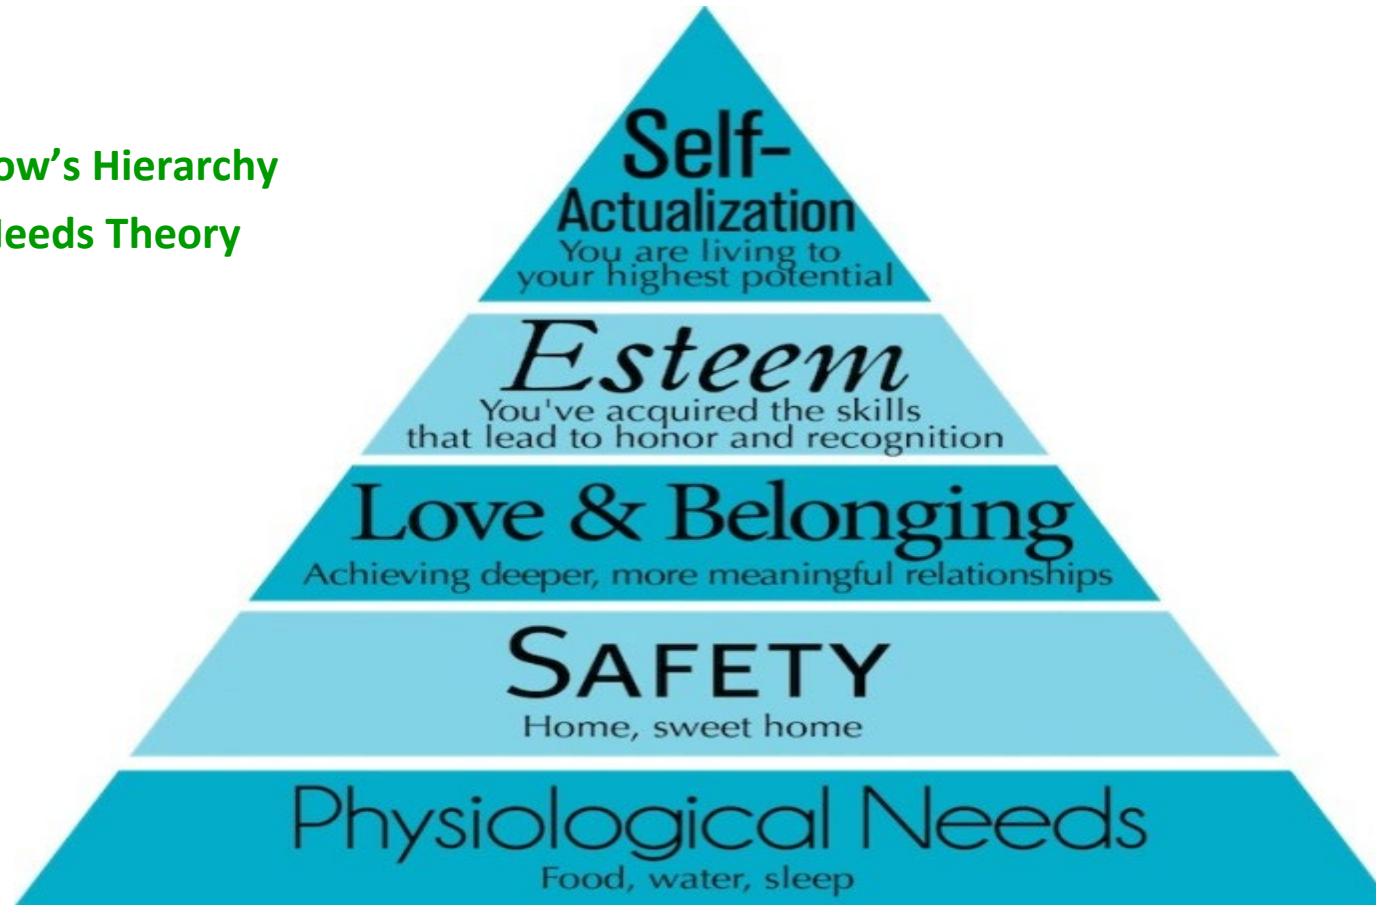 ow’s Hierarchy
eeds Theory
Self-
Actualization
You are living to
your highest potential
Esteem
You've acquired the skills
that lead to honor and recognition
Love & Belonging
Achieving deeper, more meaningful relationships
SAFETY
Home, sweet home
Physiological Needs
Food, water, sleep